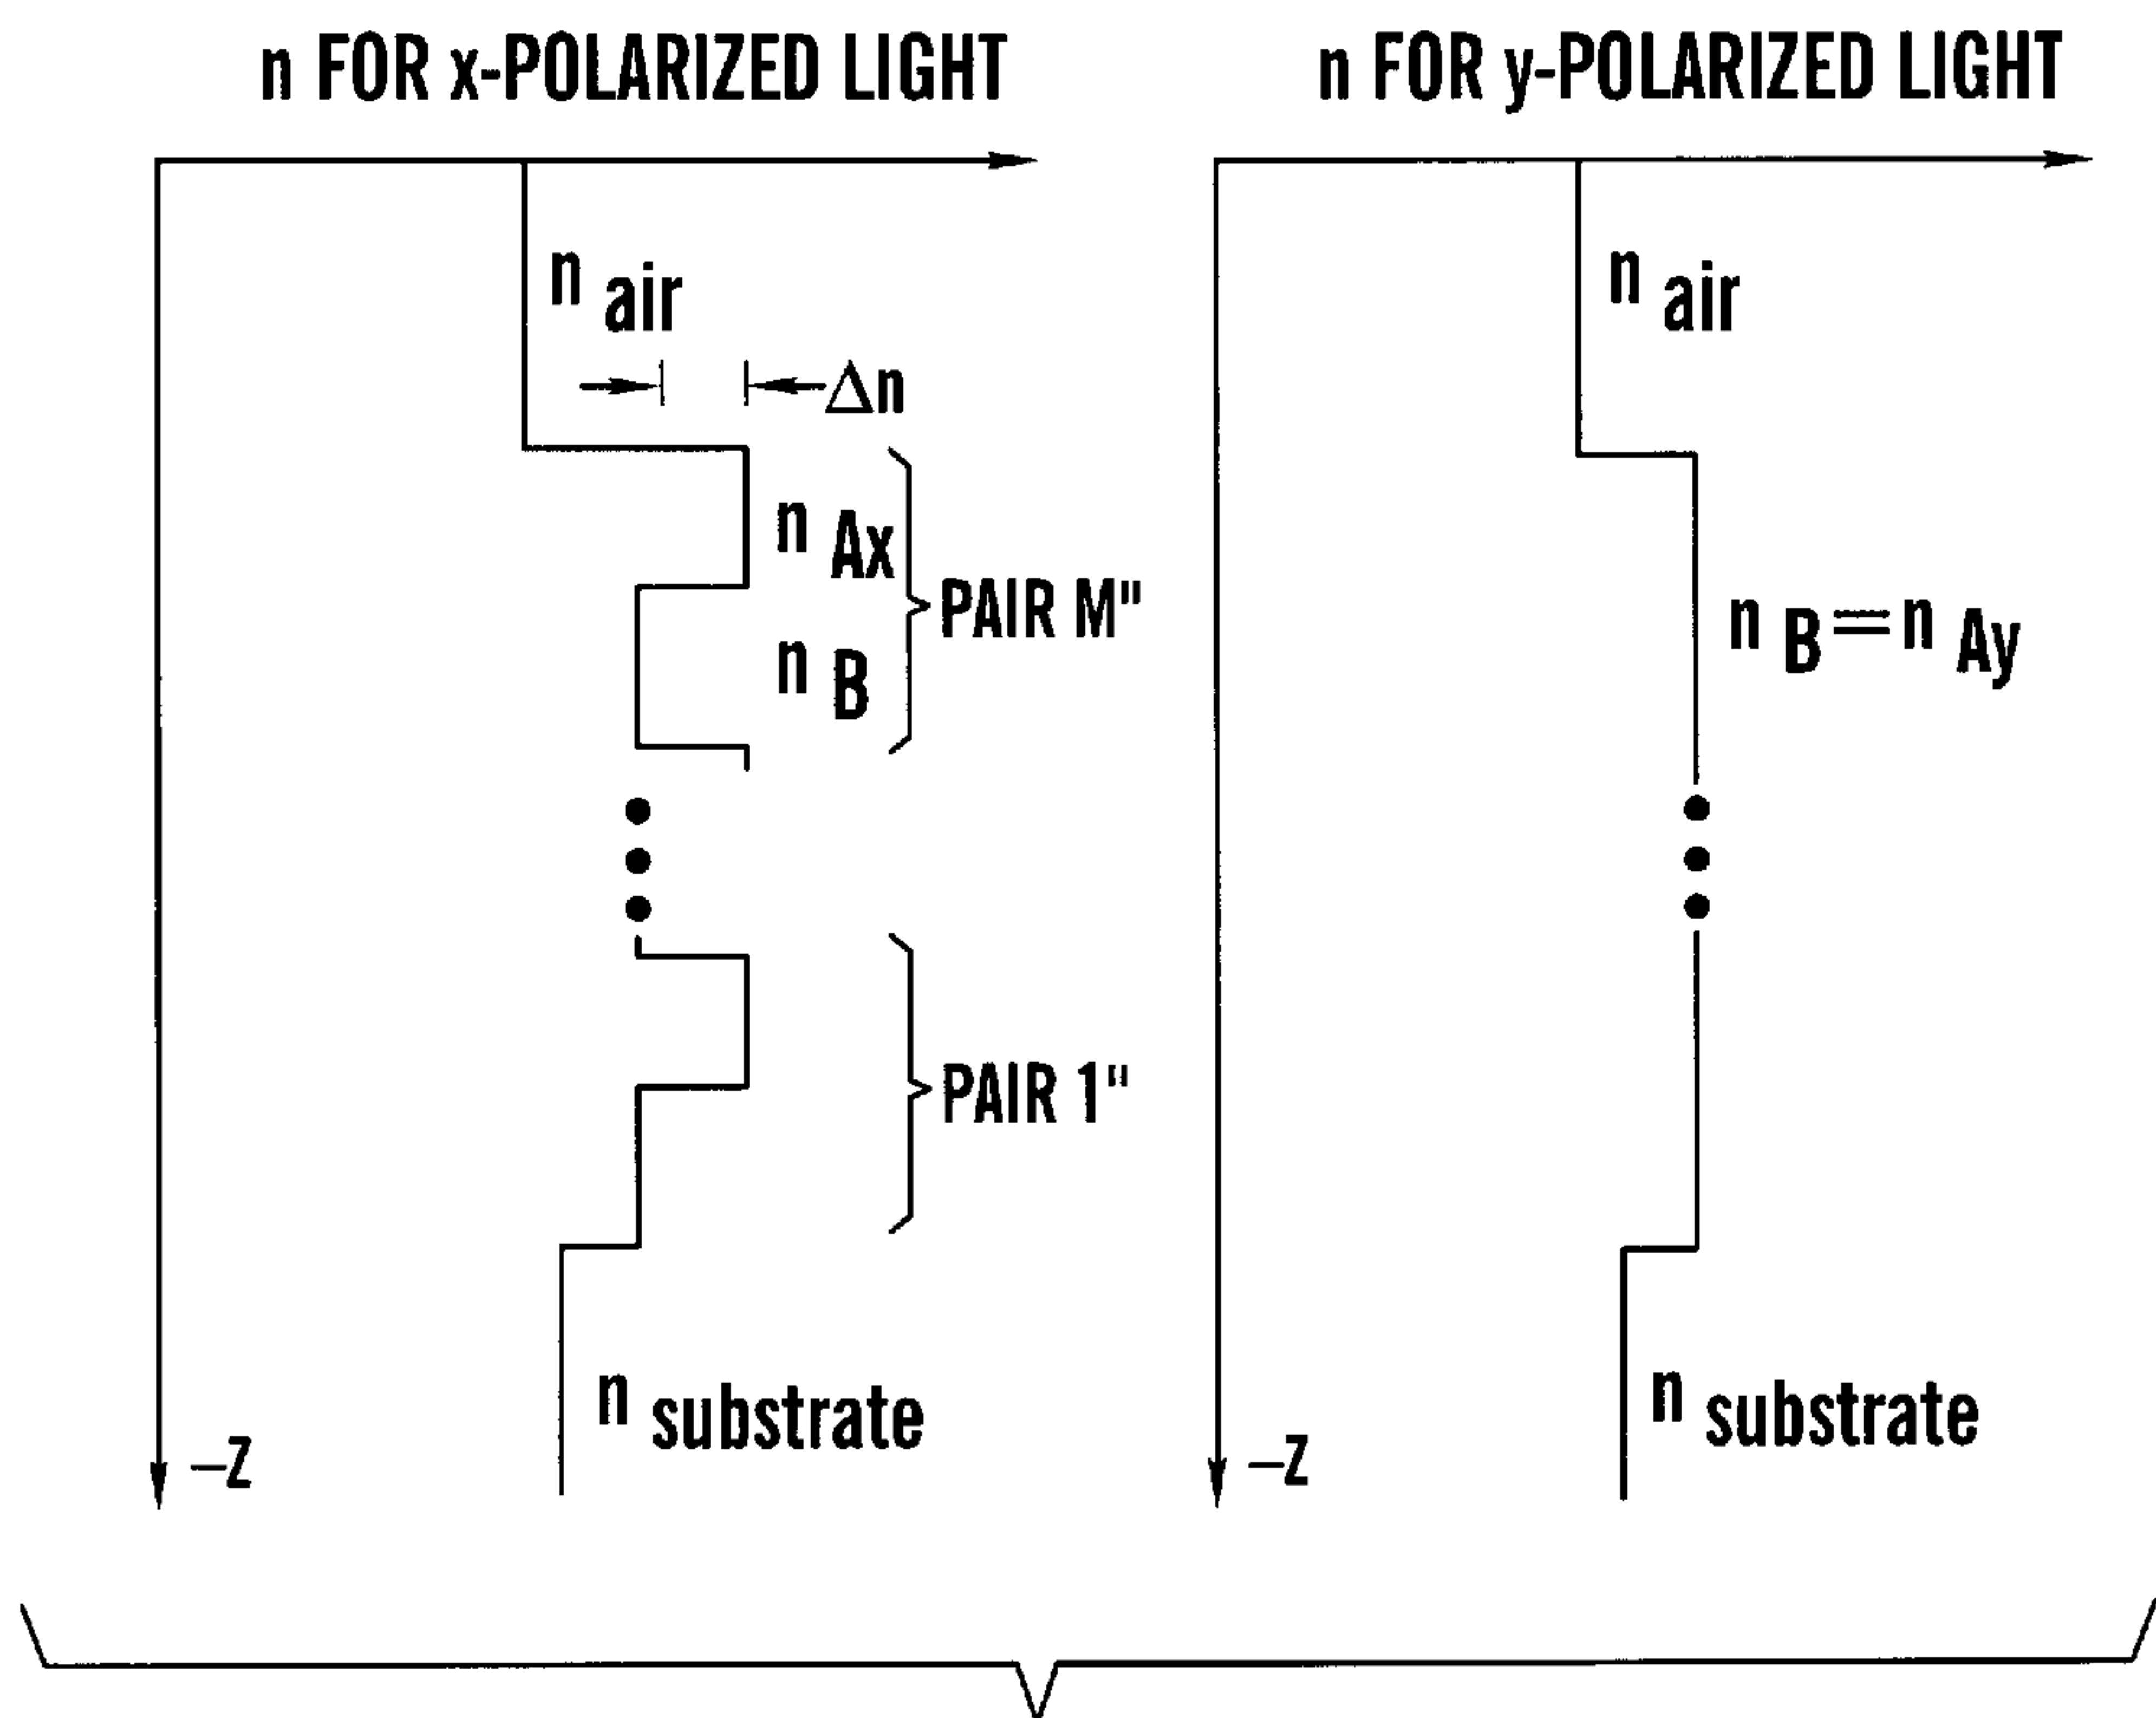 n FOR x-POLARIZED LIGHT
n air
Δn
n Ax
n B
PAIR M"
PAIR 1"
n substrate
–Z
n FOR y-POLARIZED LIGHT
n air
n B = n Ay
n substrate
–Z